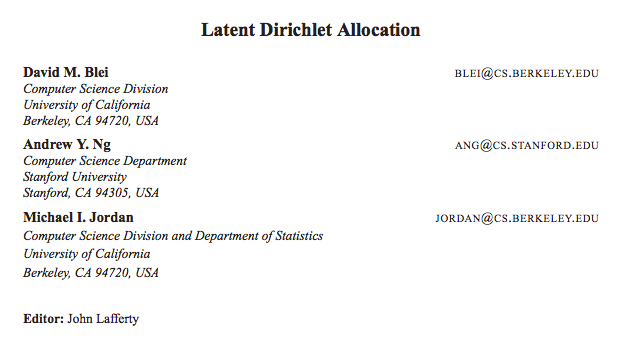 Latent Dirichlet Allocation
David M. Blei BLEI@CS.BERKELEY.EDU
Computer Science Division
University of California
Berkeley, CA 94720, USA
Andrew Y. Ng ANG@CS.STANFORD.EDU
Computer Science Department
Stanford University
Stanford, CA 94305, USA
Michael I. Jordan JORDAN@CS.BERKELEY.EDU
Computer Science Division and Department of Statistics
University of California
Berkeley, CA 94720, USA
Editor: John Lafferty